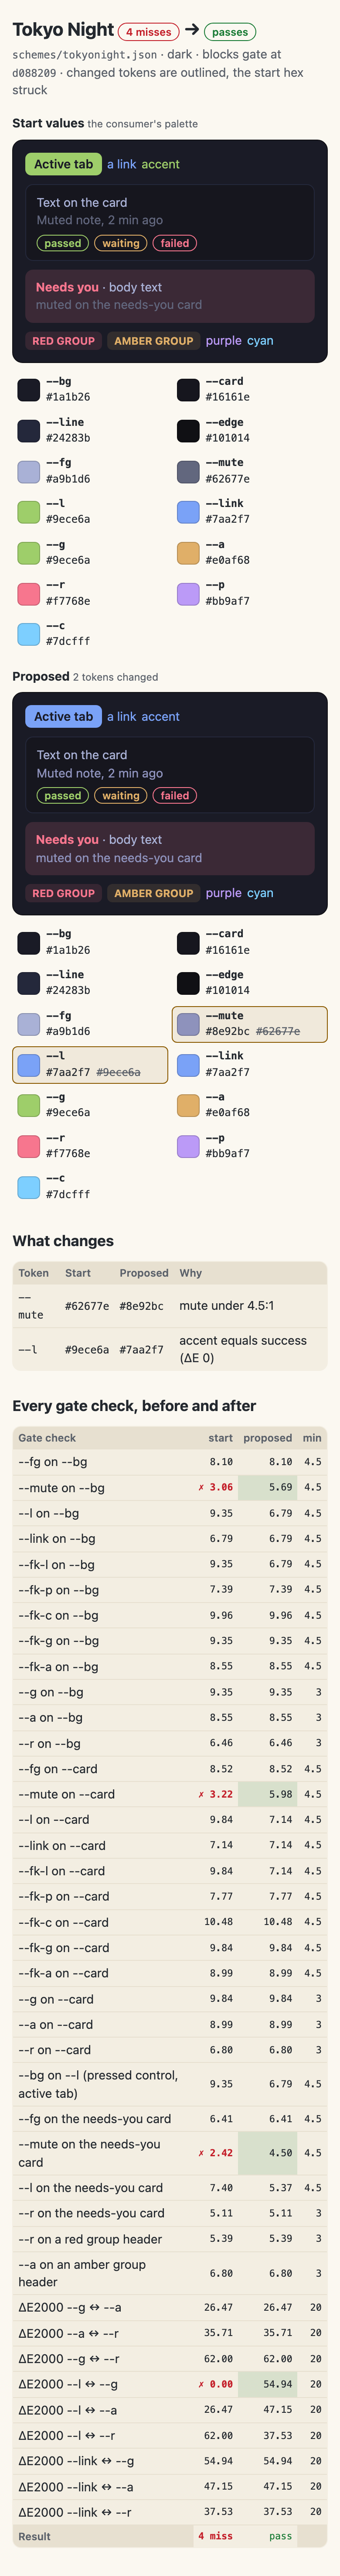 Tokyo Night 4 misses → passes
schemes/tokyonight.json · dark · blocks gate at
d088209 · changed tokens are outlined, the start hex
struck
Start values the consumer's palette
Active tab a link accent
Text on the card
Muted note, 2 min ago
passed waiting failed
Needs you · body text
muted on the needs-you card
RED GROUP AMBER GROUP purple cyan
--bg
#1a1b26
--card
#16161e
--line
#24283b
--edge
#101014
--fg
#a9b1d6
--mute
#62677e
--l
#9ece6a
--link
#7aa2f7
--g
#9ece6a
--a
#e0af68
--r
#f7768e
--p
#bb9af7
--c
#7dcfff
Proposed 2 tokens changed
Active tab a link accent
Text on the card
Muted note, 2 min ago
passed waiting failed
Needs you · body text
muted on the needs-you card
RED GROUP AMBER GROUP purple cyan
--bg
#1a1b26
--card
#16161e
--line
#24283b
--edge
#101014
--fg
#a9b1d6
--mute
#8e92bc #62677e
--l
#7aa2f7 #9ece6a
--link
#7aa2f7
--g
#9ece6a
--a
#e0af68
--r
#f7768e
--p
#bb9af7
--c
#7dcfff
What changes
Token Start Proposed Why
--
mute #62677e #8e92bc mute under 4.5:1
--l #9ece6a #7aa2f7 accent equals success
(ΔE 0)
Every gate check, before and after
Gate check start proposed min
--fg on --bg 8.10 8.10 4.5
--mute on --bg ✗ 3.06 5.69 4.5
--l on --bg 9.35 6.79 4.5
--link on --bg 6.79 6.79 4.5
--fk-l on --bg 9.35 6.79 4.5
--fk-p on --bg 7.39 7.39 4.5
--fk-c on --bg 9.96 9.96 4.5
--fk-g on --bg 9.35 9.35 4.5
--fk-a on --bg 8.55 8.55 4.5
--g on --bg 9.35 9.35 3
--a on --bg 8.55 8.55 3
--r on --bg 6.46 6.46 3
--fg on --card 8.52 8.52 4.5
--mute on --card ✗ 3.22 5.98 4.5
--l on --card 9.84 7.14 4.5
--link on --card 7.14 7.14 4.5
--fk-l on --card 9.84 7.14 4.5
--fk-p on --card 7.77 7.77 4.5
--fk-c on --card 10.48 10.48 4.5
--fk-g on --card 9.84 9.84 4.5
--fk-a on --card 8.99 8.99 4.5
--g on --card 9.84 9.84 3
--a on --card 8.99 8.99 3
--r on --card 6.80 6.80 3
--bg on --l (pressed control,
active tab) 9.35 6.79 4.5
--fg on the needs-you card 6.41 6.41 4.5
--mute on the needs-you
card ✗ 2.42 4.50 4.5
--l on the needs-you card 7.40 5.37 4.5
--r on the needs-you card 5.11 5.11 3
--r on a red group header 5.39 5.39 3
--a on an amber group
header 6.80 6.80 3
ΔE2000 --g ↔ --a 26.47 26.47 20
ΔE2000 --a ↔ --r 35.71 35.71 20
ΔE2000 --g ↔ --r 62.00 62.00 20
ΔE2000 --l ↔ --g ✗ 0.00 54.94 20
ΔE2000 --l ↔ --a 26.47 47.15 20
ΔE2000 --l ↔ --r 62.00 37.53 20
ΔE2000 --link ↔ --g 54.94 54.94 20
ΔE2000 --link ↔ --a 47.15 47.15 20
ΔE2000 --link ↔ --r 37.53 37.53 20
Result 4 miss pass